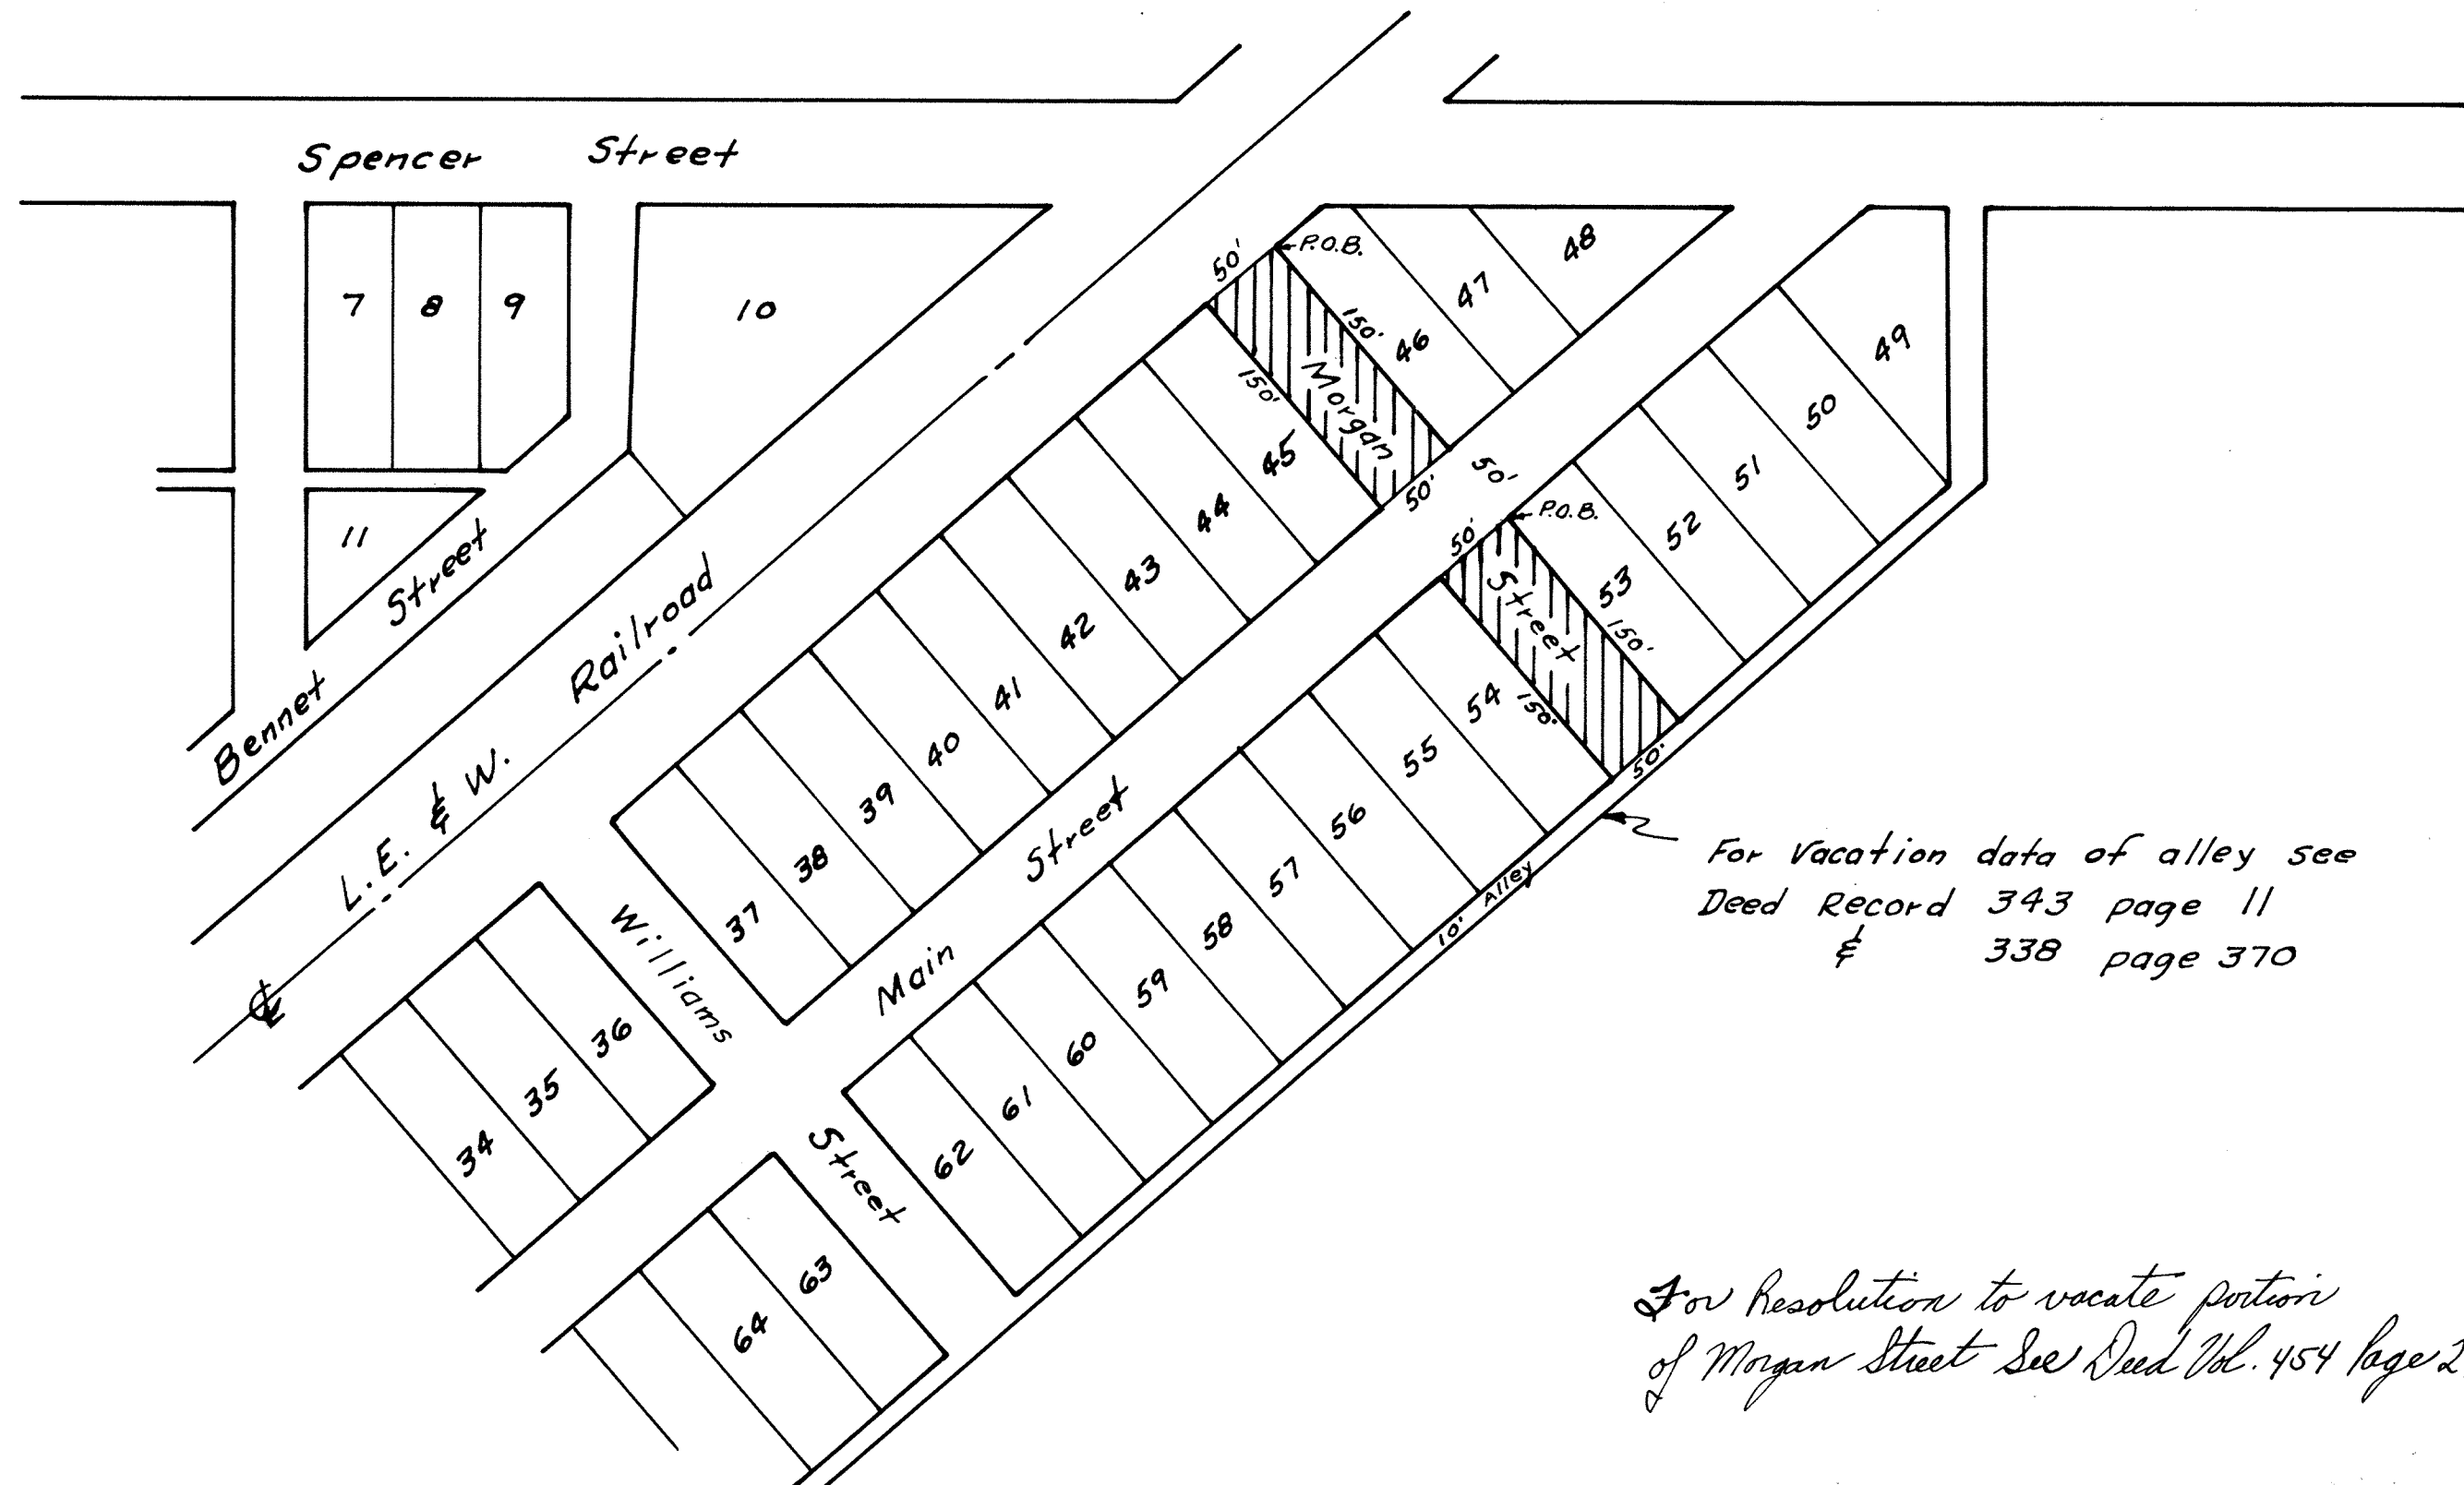 Spencer Street
7 8 9 10
11
Bennet Street
L.E. & W. Railroad
℄
50' P.O.B.
150' 150'
Morgan
50'
50'
46 47 48
37 38 39 40 41 42 43 44 45
Main Street
49 50 51 52 53
50' P.O.B.
Street
150' 150'
50'
54 55 56 57 58 59 60 61 62
10' Alley
Williams Street
34 35 36
63 64
For Vacation data of alley see
Deed Record 343 page 11
& 338 page 370
For Resolution to vacate portion
of Morgan Street See Deed Vol. 454 Page 2